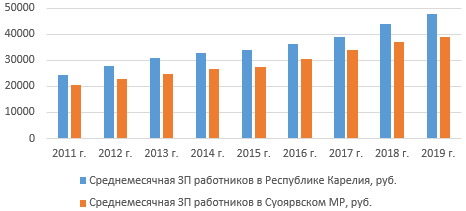 50000
40000
30000
20000
10000
0
2011 г. 2012 г. 2013 г. 2014 г. 2015 г. 2016 г. 2017 г. 2018 г. 2019 г.
Среднемесячная ЗП работников в Республике Карелия, руб.
Среднемесячная ЗП работников в Суоярвском МР, руб.